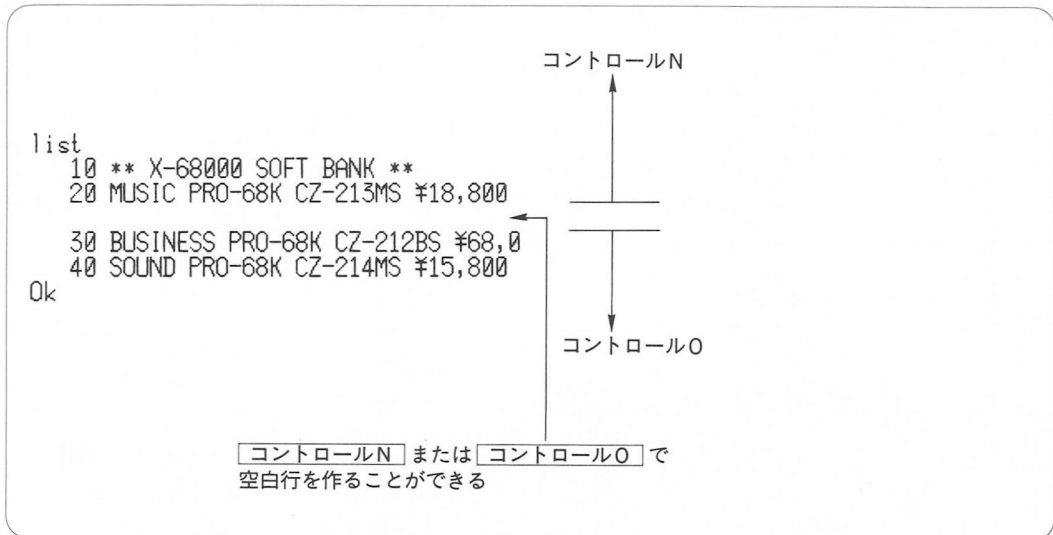 コントロールN
list
10 ** X-68000 SOFT BANK **
20 MUSIC PRO-68K CZ-213MS ¥18,800
30 BUSINESS PRO-68K CZ-212BS ¥68,0
40 SOUND PRO-68K CZ-214MS ¥15,800
Ok
コントロールO
コントロールN または コントロールO で
空白行を作ることができる